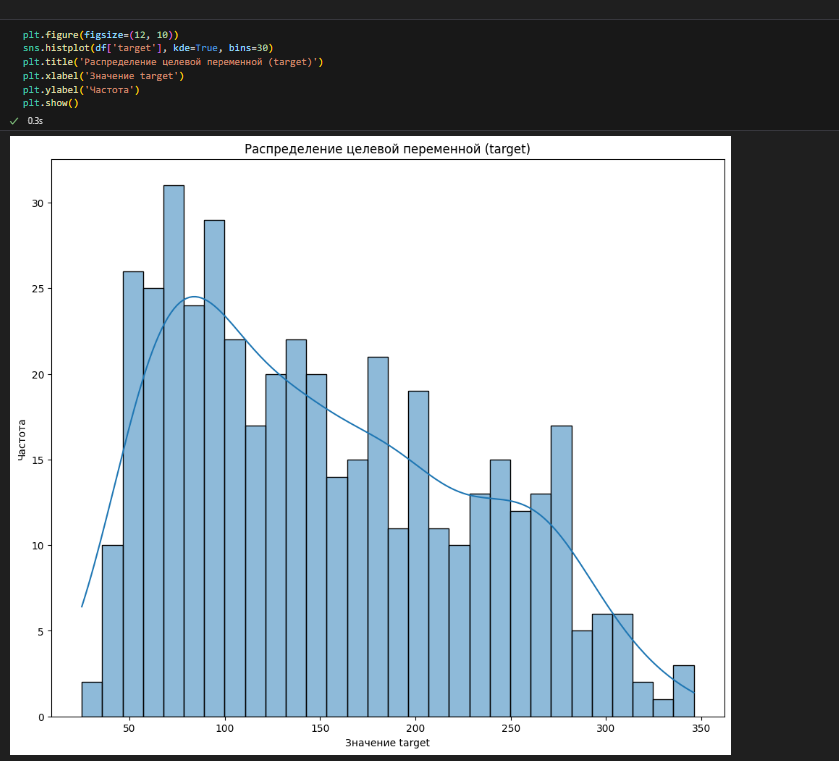 plt.figure(figsize=(12, 10))
sns.histplot(df['target'], kde=True, bins=30)
plt.title('Распределение целевой переменной (target)')
plt.xlabel('Значение target')
plt.ylabel('Частота')
plt.show()
0.3s
Распределение целевой переменной (target)
30
25
20
15
10
5
0
Частота
50 100 150 200 250 300 350
Значение target